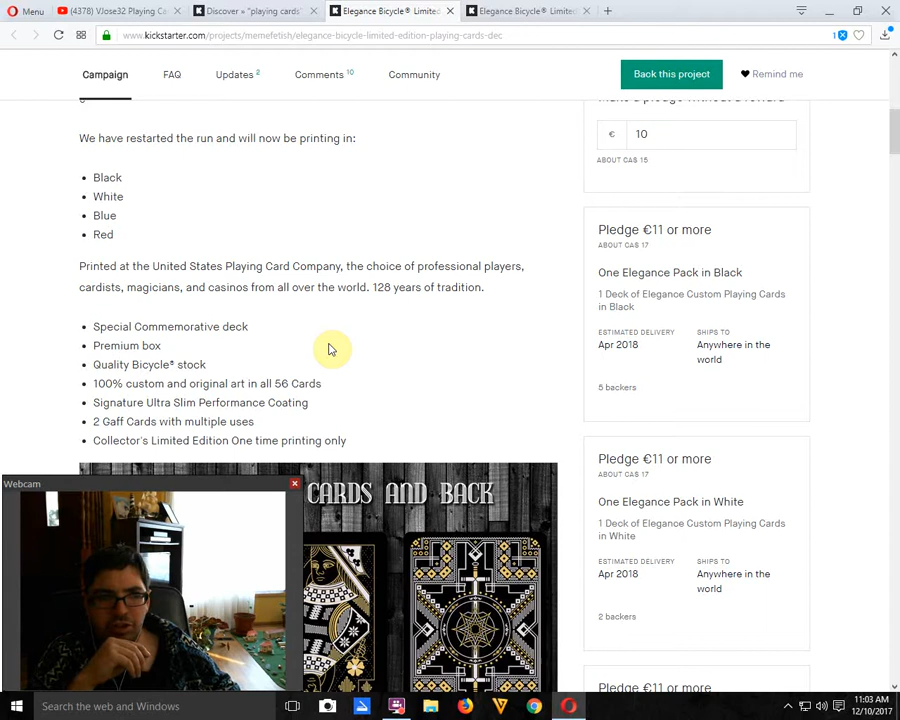 Menu
(4378) VJose32 Playing Ca
Discover » "playing cards"
Elegance Bicycle® Limited
Elegance Bicycle® Limited
www.kickstarter.com/projects/memefetish/elegance-bicycle-limited-edition-playing-cards-dec
1
Campaign
FAQ
Updates 2
Comments 10
Community
Back this project
Remind me
We have restarted the run and will now be printing in:
• Black
• White
• Blue
• Red
Printed at the United States Playing Card Company, the choice of professional players,
cardists, magicians, and casinos from all over the world. 128 years of tradition.
• Special Commemorative deck
• Premium box
• Quality Bicycle® stock
• 100% custom and original art in all 56 Cards
• Signature Ultra Slim Performance Coating
• 2 Gaff Cards with multiple uses
• Collector's Limited Edition One time printing only
CARDS AND BACK
Webcam
€ 10
ABOUT CA$ 15
Pledge €11 or more
ABOUT CA$ 17
One Elegance Pack in Black
1 Deck of Elegance Custom Playing Cards
in Black
ESTIMATED DELIVERY SHIPS TO
Apr 2018 Anywhere in the
world
5 backers
Pledge €11 or more
ABOUT CA$ 17
One Elegance Pack in White
1 Deck of Elegance Custom Playing Cards
in White
ESTIMATED DELIVERY SHIPS TO
Apr 2018 Anywhere in the
world
2 backers
Pledge €11 or more
Search the web and Windows
11:03 AM
12/10/2017